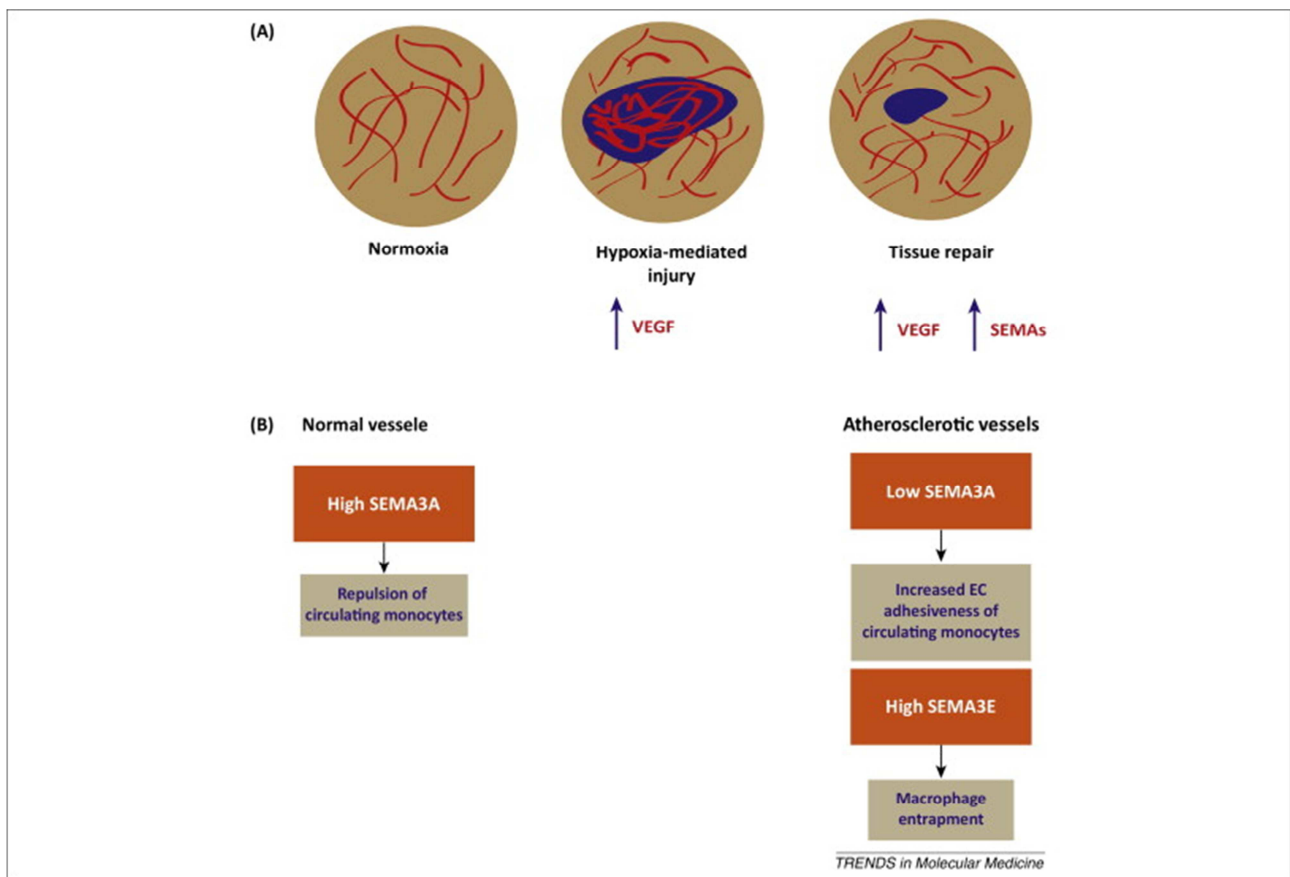 (A)
Normoxia
Hypoxia-mediated
injury
Tissue repair
VEGF
VEGF
SEMAs
(B) Normal vessele
Atherosclerotic vessels
High SEMA3A
Repulsion of
circulating monocytes
Low SEMA3A
Increased EC
adhesiveness of
circulating monocytes
High SEMA3E
Macrophage
entrapment
TRENDS in Molecular Medicine